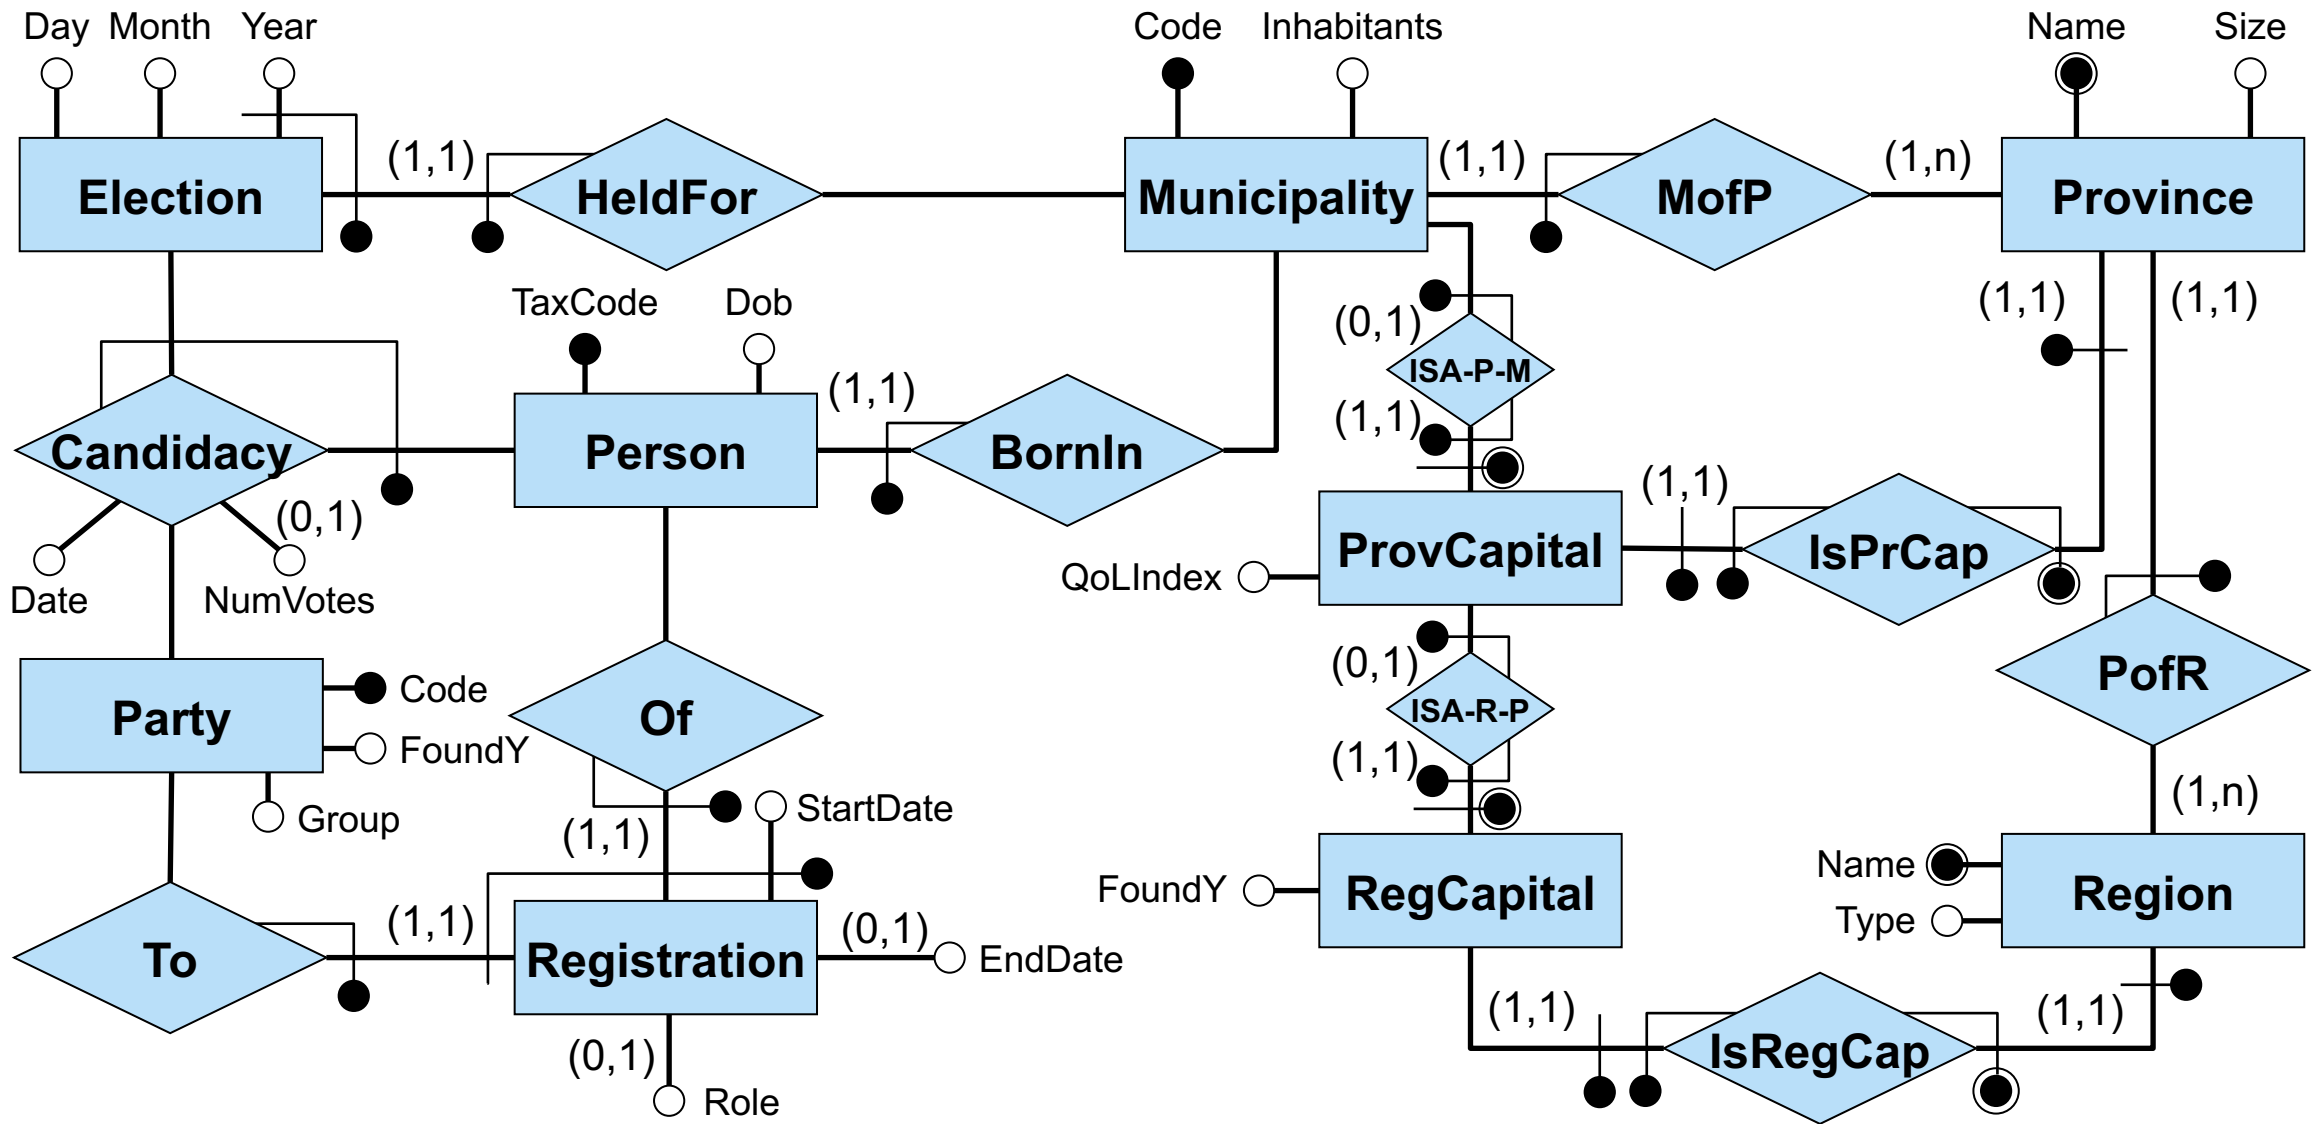 Day Month Year Code Inhabitants Name Size
(1,1) (1,1) (1,n)
Election HeldFor Municipality MofP Province
TaxCode Dob (1,1) (1,1)
(0,1)
ISA-P-M
(1,1) (1,1)
Candidacy Person BornIn
(0,1) (1,1)
ProvCapital IsPrCap
QoLIndex
Date NumVotes
(0,1)
Code PofR
Party Of ISA-R-P
FoundY (1,1)
Group StartDate (1,n)
(1,1)
Name
FoundY RegCapital Region
(1,1) (0,1) Type
To Registration EndDate
(1,1) (1,1)
(0,1) IsRegCap
Role